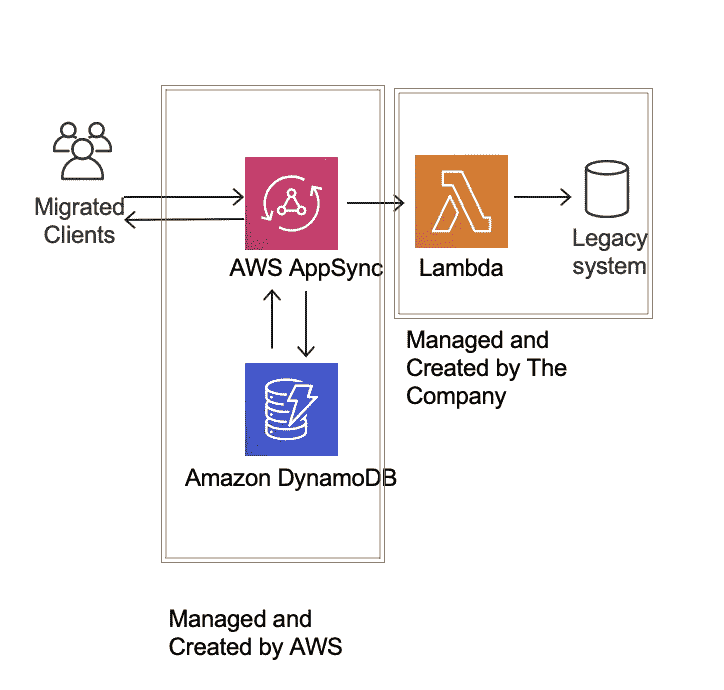 Migrated
Clients
AWS AppSync
Lambda
Legacy
system
Managed and
Created by The
Company
Amazon DynamoDB
Managed and
Created by AWS